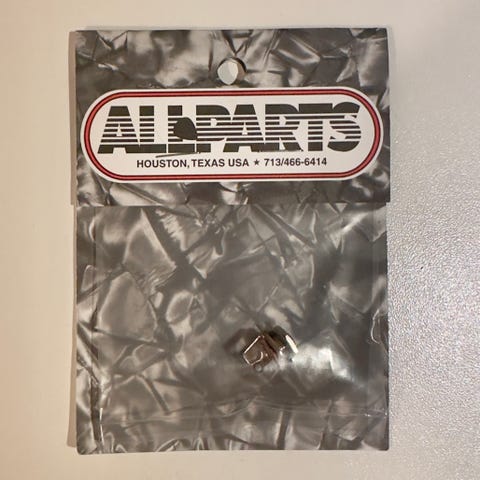 ALLPARTS
HOUSTON, TEXAS USA ★ 713/466-6414